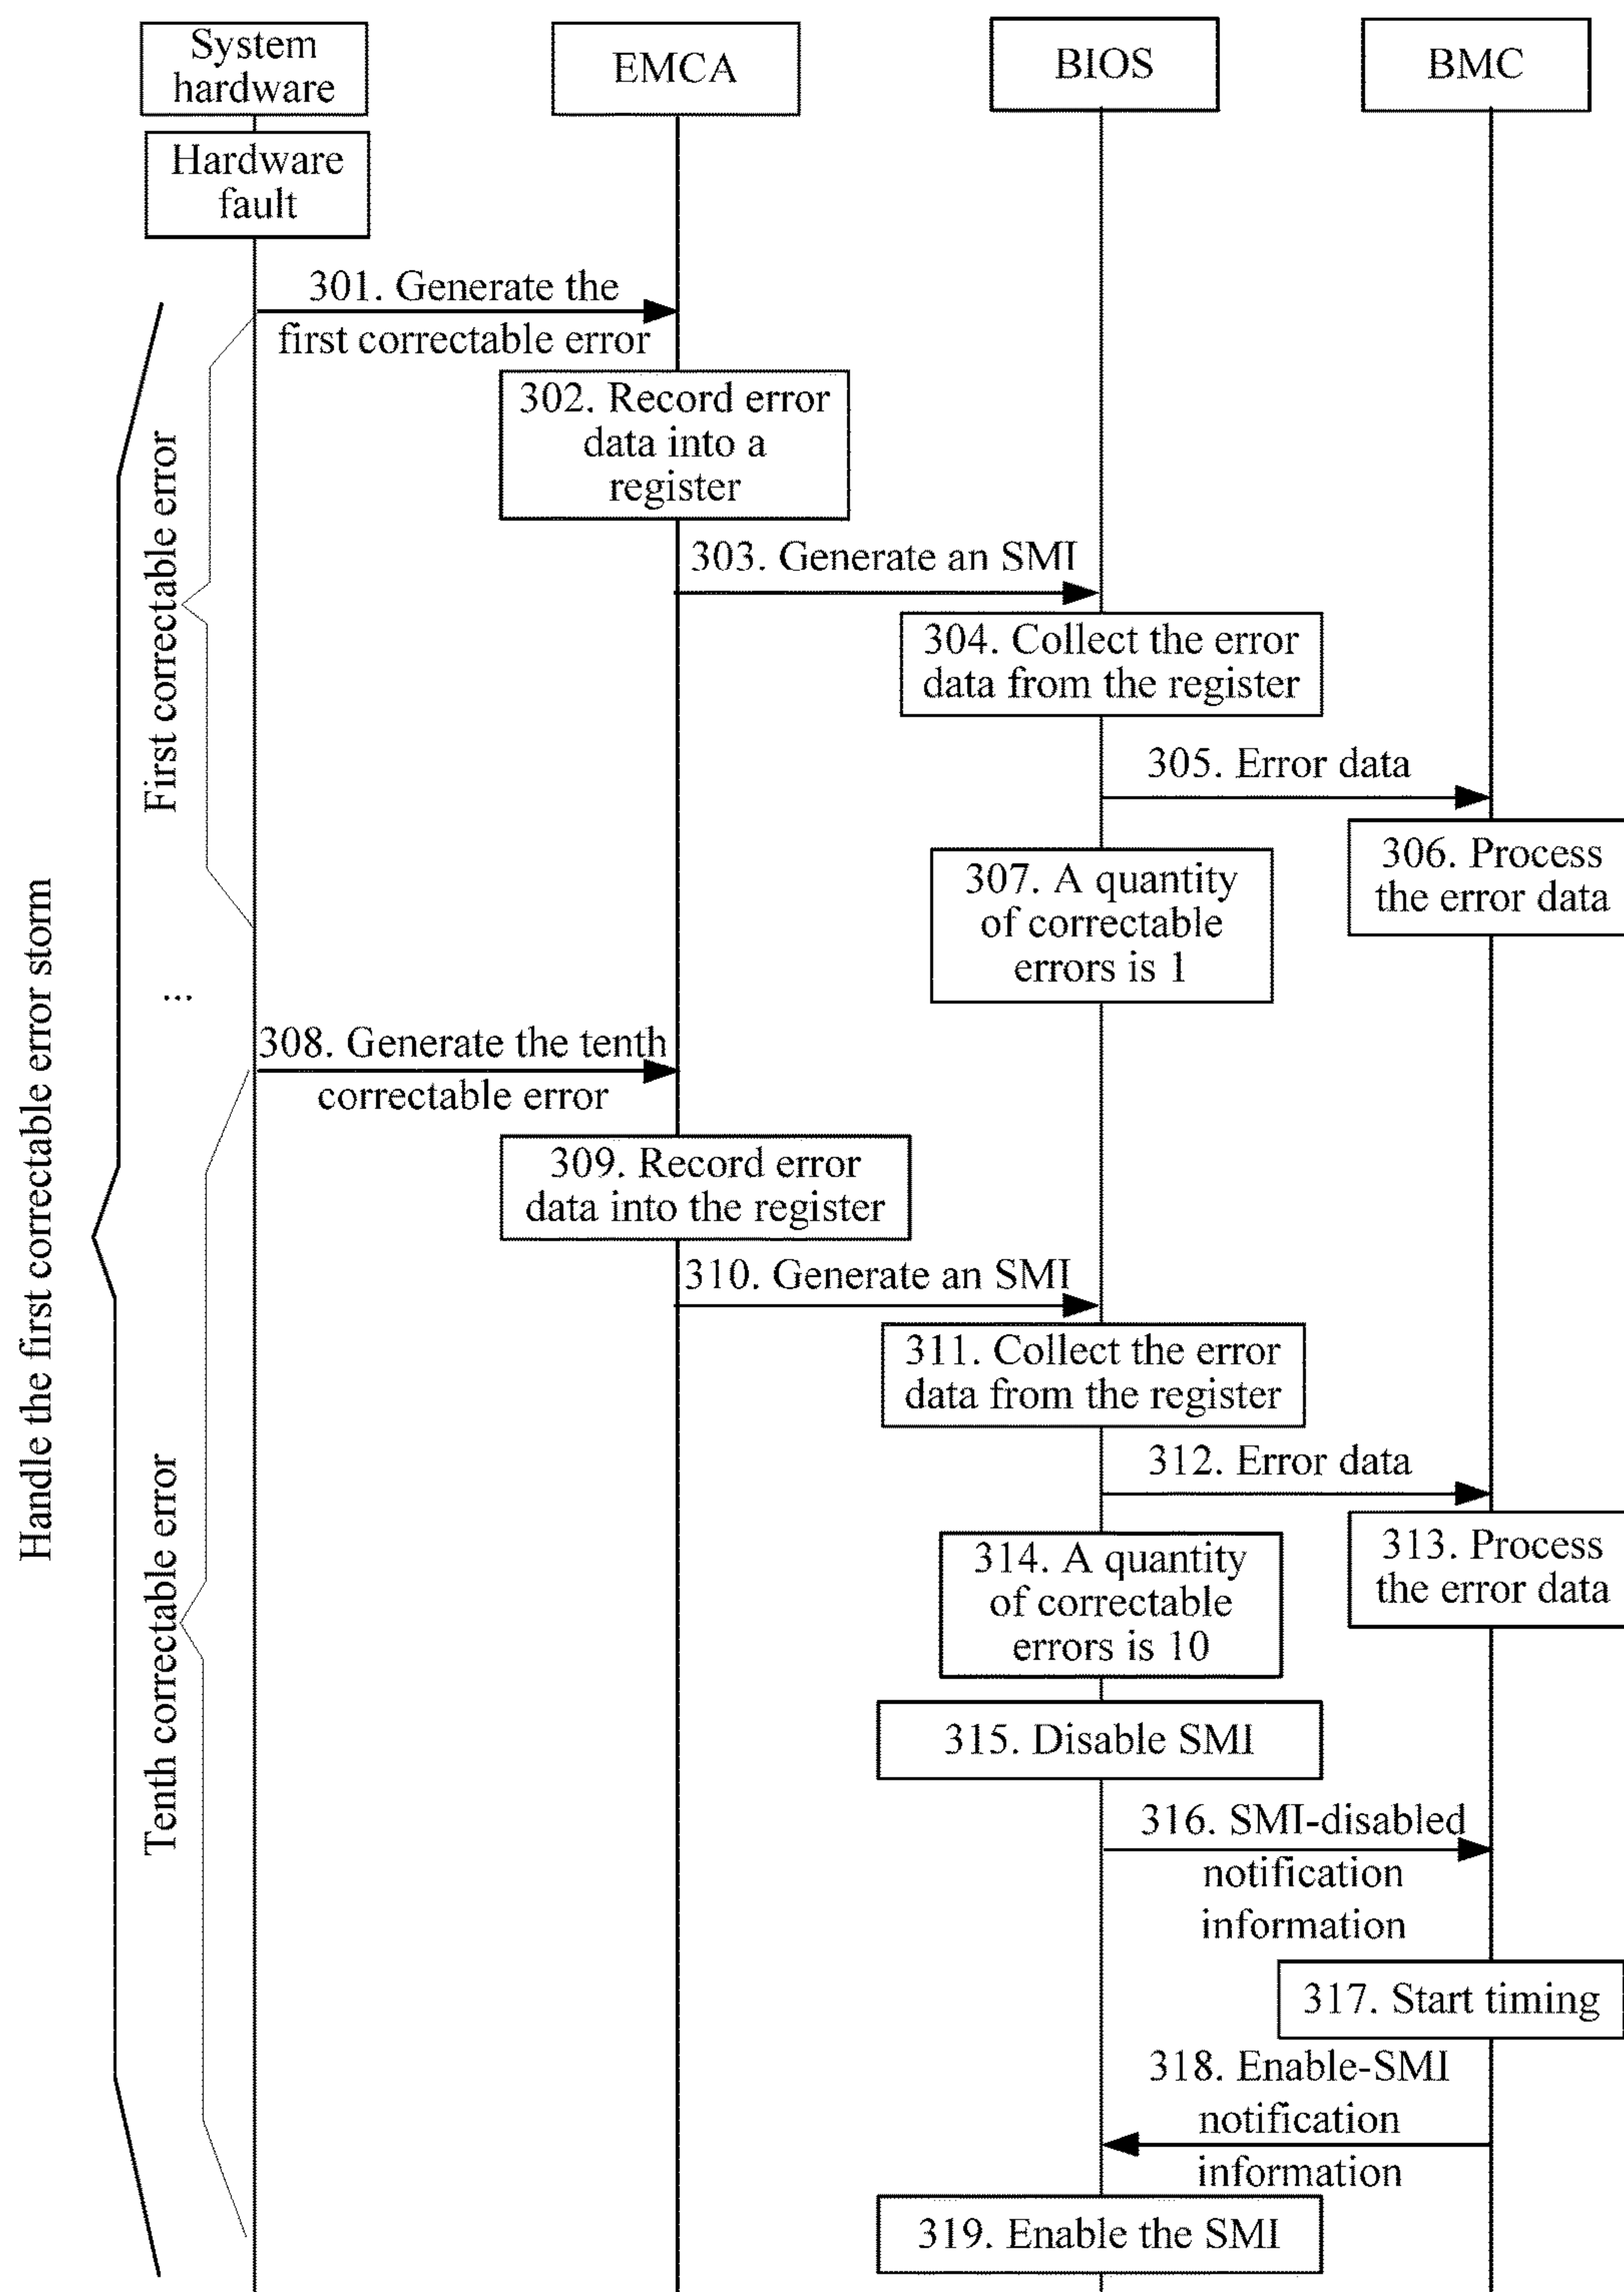 System
hardware
EMCA
BIOS
BMC
Hardware
fault
301. Generate the
first correctable error
302. Record error
data into a
register
303. Generate an SMI
304. Collect the error
data from the register
305. Error data
306. Process
the error data
307. A quantity
of correctable
errors is 1
First correctable error
...
Handle the first correctable error storm
308. Generate the tenth
correctable error
309. Record error
data into the register
310. Generate an SMI
311. Collect the error
data from the register
312. Error data
313. Process
the error data
314. A quantity
of correctable
errors is 10
Tenth correctable error
315. Disable SMI
316. SMI-disabled
notification
information
317. Start timing
318. Enable-SMI
notification
information
319. Enable the SMI